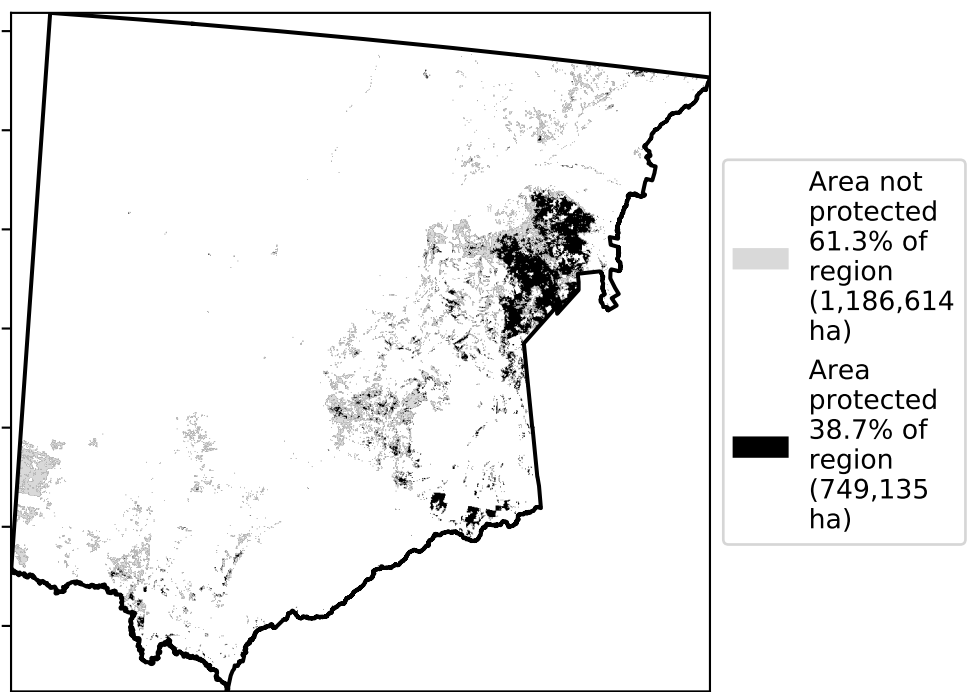 Area not
protected
61.3% of
region
(1,186,614
ha)
Area
protected
38.7% of
region
(749,135
ha)